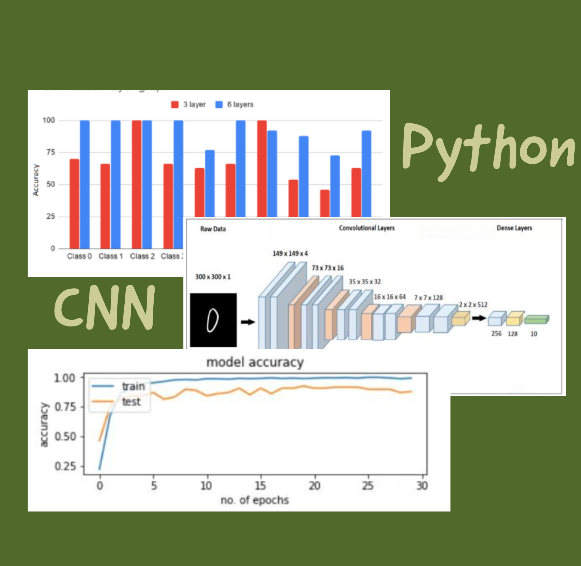 3 layer 6 layers
Python
Accuracy
100
75
50
25
0
Class 0 Class 1 Class 2 Class
Raw Data Convolutional Layers Dense Layers
149 x 149 x 4
73 x 73 x 16
300 x 300 x 1
35 x 35 x 32
16 x 16 x 64 7 x 7 x 128
2 x 2 x 512
256 128 10
CNN
model accuracy
accuracy
1.00
0.75
0.50
0.25
train
test
0 5 10 15 20 25 30
no. of epochs